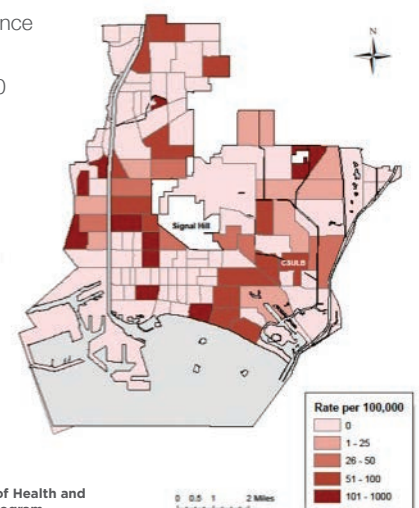 nce
0
N
Signal Hill
CSULB
Rate per 100,000
0
1 - 25
26 - 50
51 - 100
101 - 1000
of Health and
ogram
0 0.5 1 2 Miles